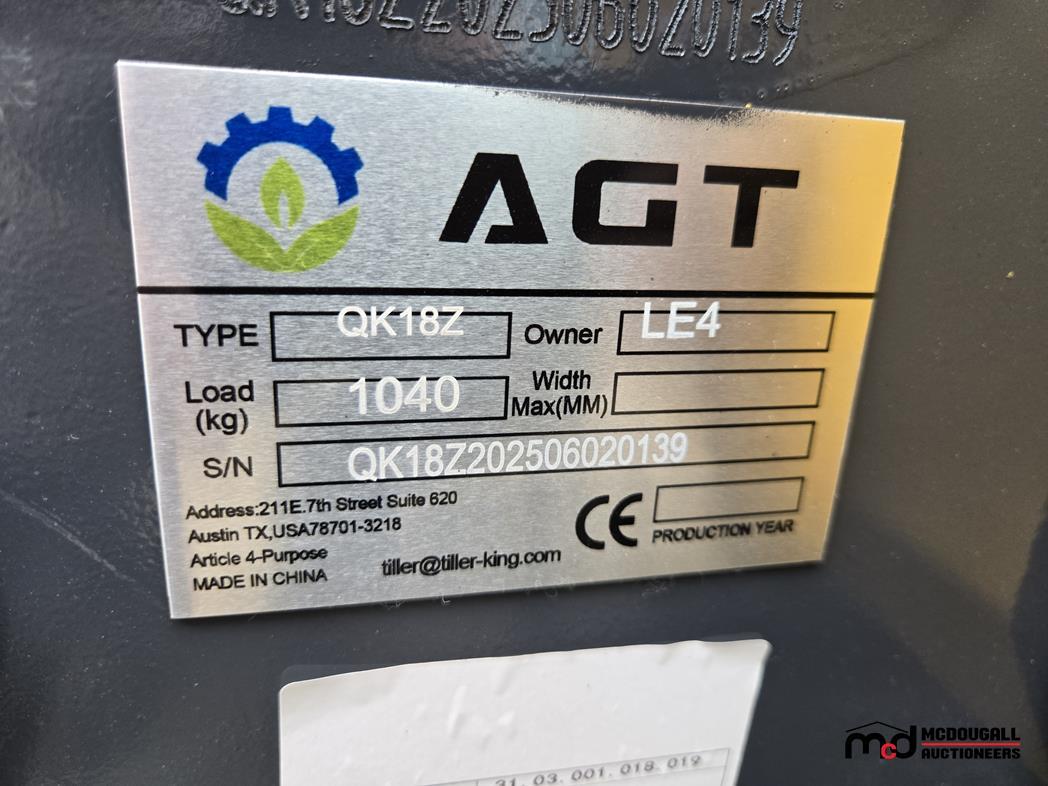 QK18Z202506020139
AGT
TYPE QK18Z Owner LE4
Load (kg) 1040 Width Max(MM)
S/N QK18Z202506020139
Address:211E.7th Street Suite 620
Austin TX,USA78701-3218
Article 4-Purpose
MADE IN CHINA
tiller@tiller-king.com
CE
PRODUCTION YEAR
31.03.001.018.019
mcd MCDOUGALL
AUCTIONEERS